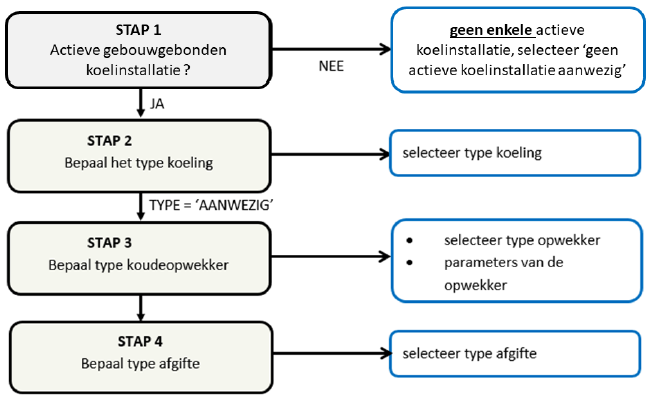 STAP 1
Actieve gebouwgebonden
koelinstallatie ?
NEE
geen enkele actieve
koelinstallatie, selecteer 'geen
actieve koelinstallatie aanwezig'
JA
STAP 2
Bepaal het type koeling
selecteer type koeling
TYPE = 'AANWEZIG'
STAP 3
Bepaal type koudeopwekker
• selecteer type opwekker
• parameters van de
opwekker
STAP 4
Bepaal type afgifte
selecteer type afgifte